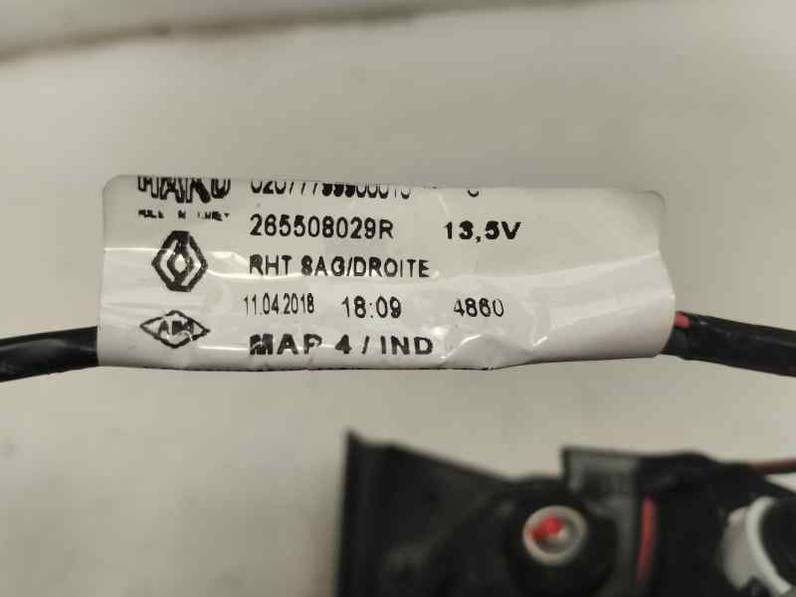 265508029R 13,5V
RHT SAG/DROITE
11.04.2018 18:09 4860
MAP 4 / IND